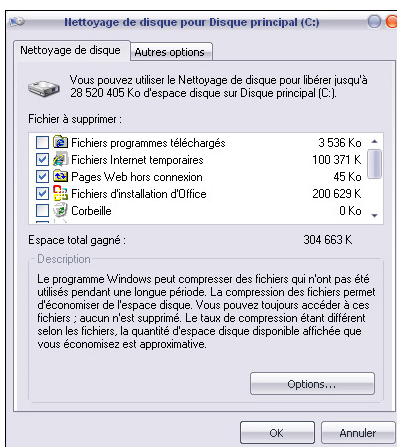 Nettoyage de disque pour Disque principal (C:)
Nettoyage de disque Autres options
Vous pouvez utiliser le Nettoyage de disque pour libérer jusqu'à
28 520 405 Ko d'espace disque sur Disque principal (C:).
Fichier à supprimer :
Fichiers programmes téléchargés 3 536 Ko
Fichiers Internet temporaires 100 371 K
Pages Web hors connexion 45 Ko
Fichiers d'installation d'Office 200 629 K
Corbeille 0 Ko
Espace total gagné : 304 663 K
Description
Le programme Windows peut compresser des fichiers qui n'ont pas été
utilisés pendant une longue période. La compression des fichiers permet
d'économiser de l'espace disque. Vous pouvez toujours accéder à ces
fichiers ; aucun n'est supprimé. Le taux de compression étant différent
selon les fichiers, la quantité d'espace disque disponible affichée que
vous économisez est approximative.
Options...
OK Annuler